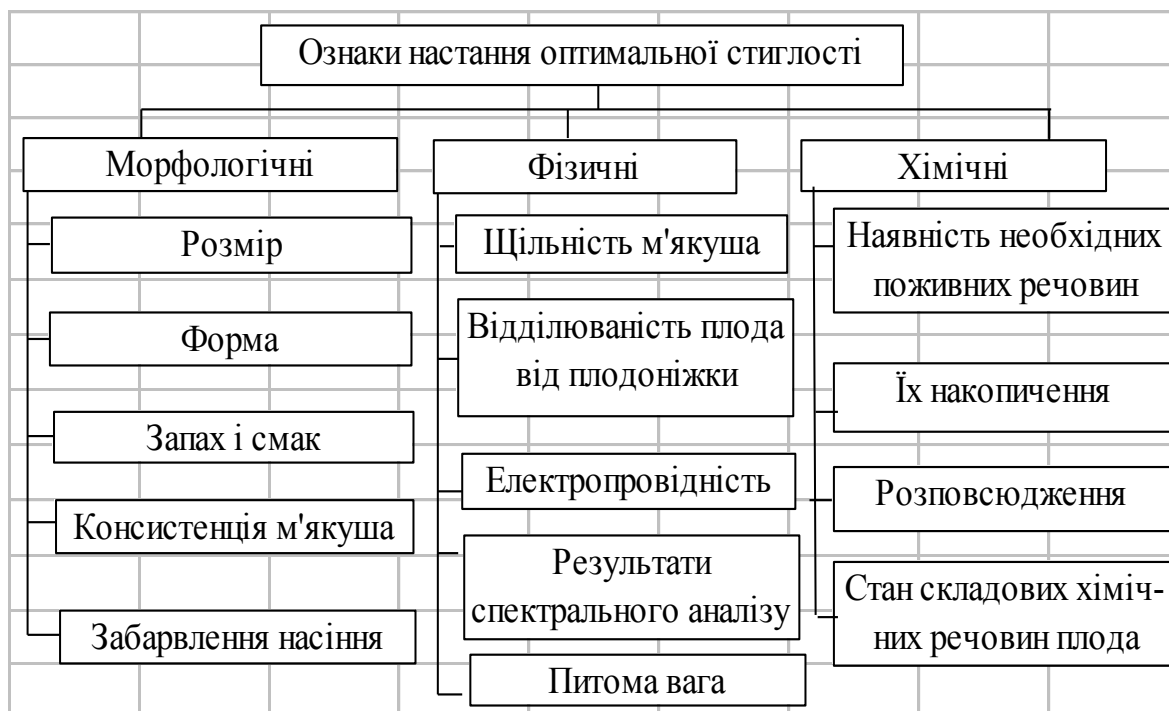 Ознаки настання оптимальної стиглості
Морфологічні
Розмір
Форма
Запах і смак
Консистенція м'якуша
Забарвлення насіння
Фізичні
Щільність м'якуша
Відділюваність плода
від плодоніжки
Електропровідність
Результати
спектрального аналізу
Питома вага
Хімічні
Наявність необхідних
поживних речовин
Їх накопичення
Розповсюдження
Стан складових хіміч-
них речовин плода